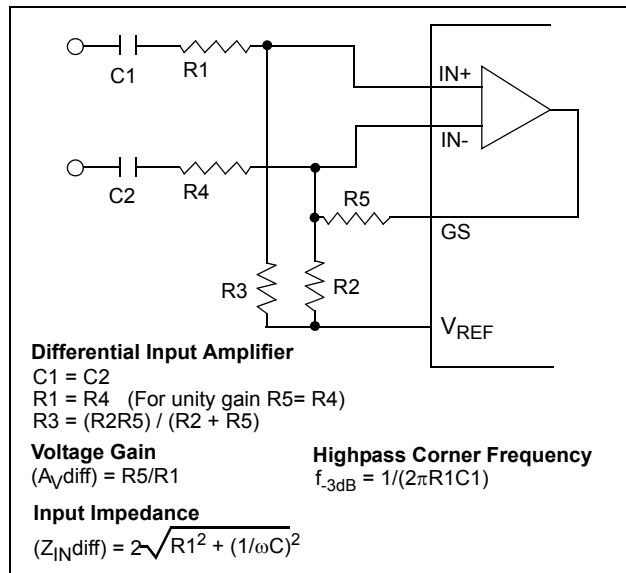 C1
R1
IN+
IN-
C2
R4
R5
GS
R3
R2
VREF
Differential Input Amplifier
C1 = C2
R1 = R4 (For unity gain R5= R4)
R3 = (R2R5) / (R2 + R5)
Voltage Gain
(AVdiff) = R5/R1
Highpass Corner Frequency
f-3dB = 1/(2πR1C1)
Input Impedance
(ZINdiff) = 2√R1² + (1/ωC)²